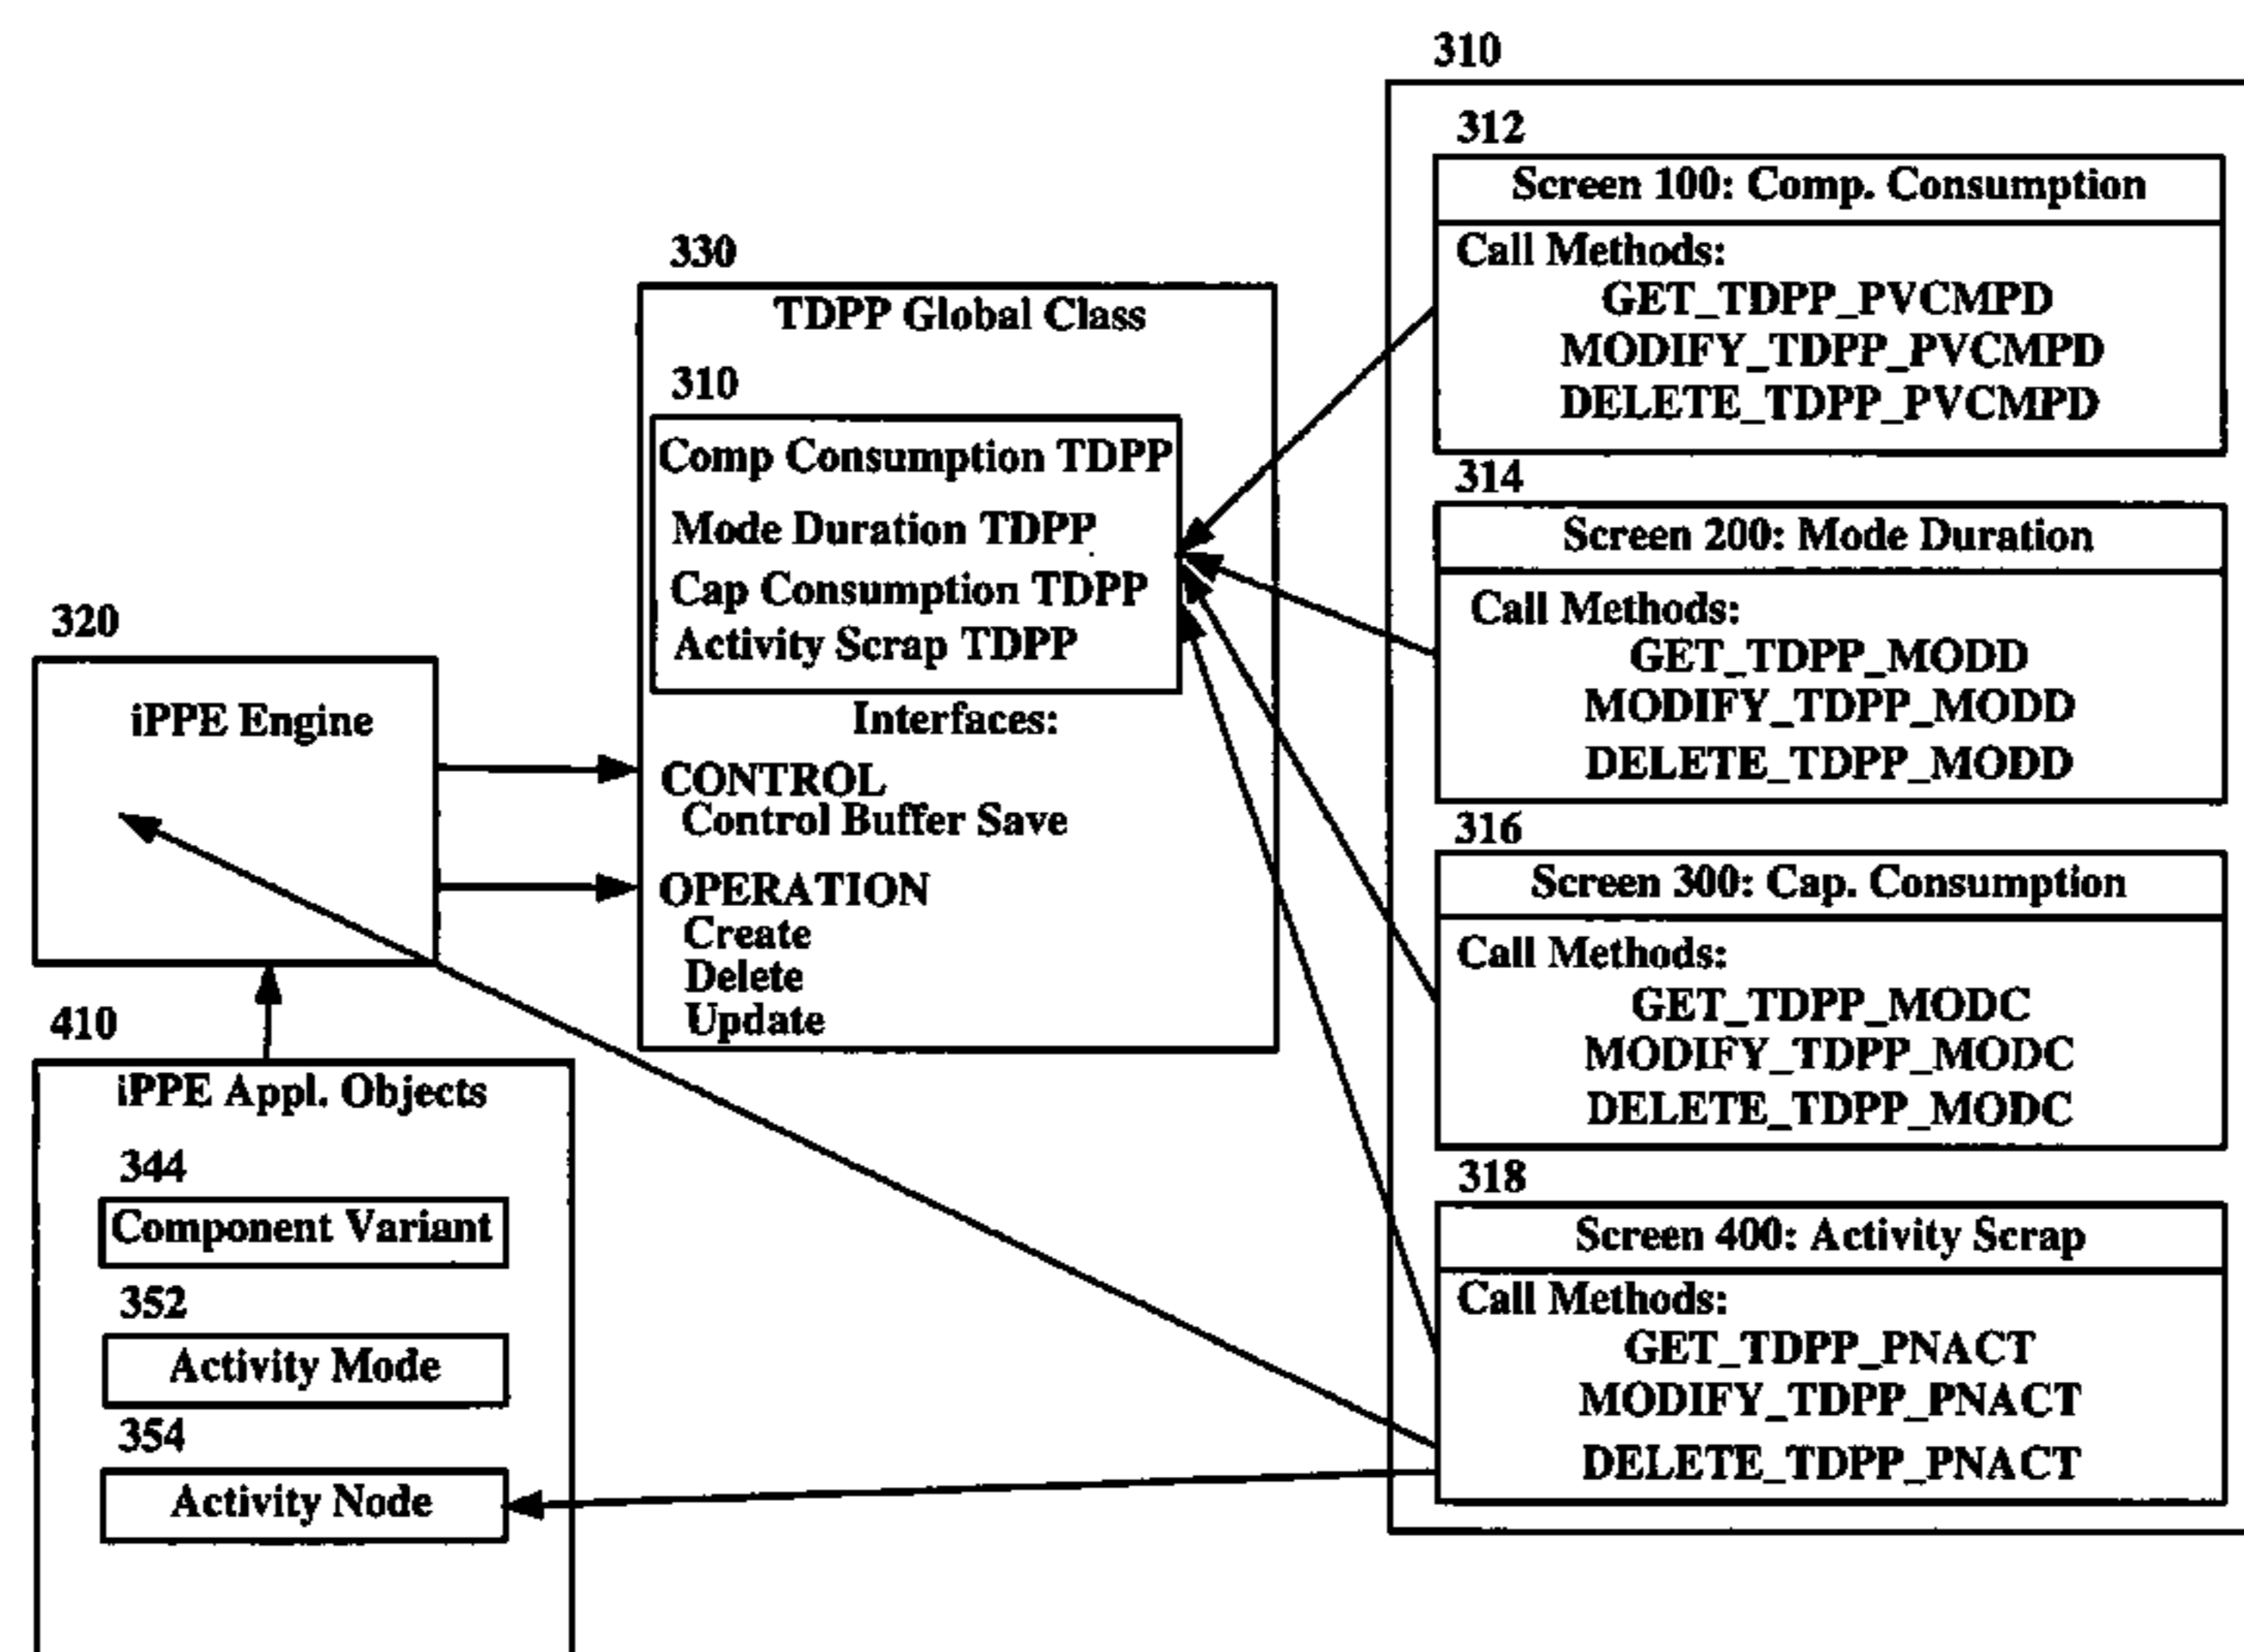 310
312
Screen 100: Comp. Consumption
Call Methods:
GET_TDPP_PVCMPD
MODIFY_TDPP_PVCMPD
DELETE_TDPP_PVCMPD
314
Screen 200: Mode Duration
Call Methods:
GET_TDPP_MODD
MODIFY_TDPP_MODD
DELETE_TDPP_MODD
316
Screen 300: Cap. Consumption
Call Methods:
GET_TDPP_MODC
MODIFY_TDPP_MODC
DELETE_TDPP_MODC
318
Screen 400: Activity Scrap
Call Methods:
GET_TDPP_PNACT
MODIFY_TDPP_PNACT
DELETE_TDPP_PNACT
330
TDPP Global Class
310
Comp Consumption TDPP
Mode Duration TDPP
Cap Consumption TDPP
Activity Scrap TDPP
Interfaces:
CONTROL
Control Buffer Save
OPERATION
Create
Delete
Update
320
iPPE Engine
410
iPPE Appl. Objects
344
Component Variant
352
Activity Mode
354
Activity Node